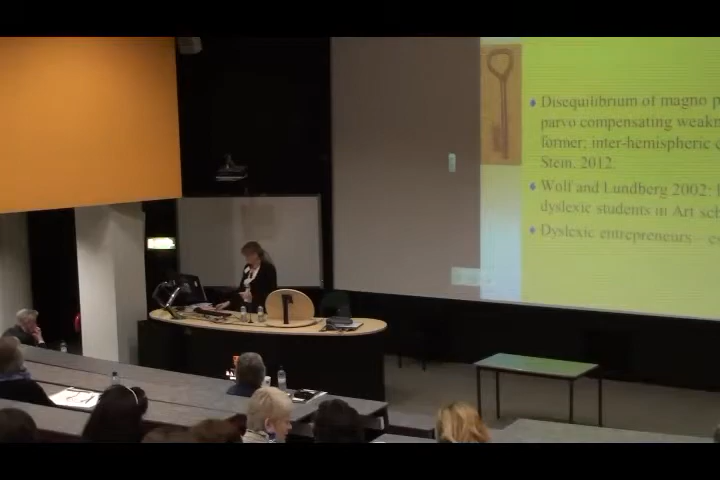 Disequilibrium of magno p
parvo compensating weakn
former; inter-hemispheric c
Stein. 2012.
Wolf and Lundberg 2002:
dyslexic students in Art sch
Dyslexic entrepreneurs –